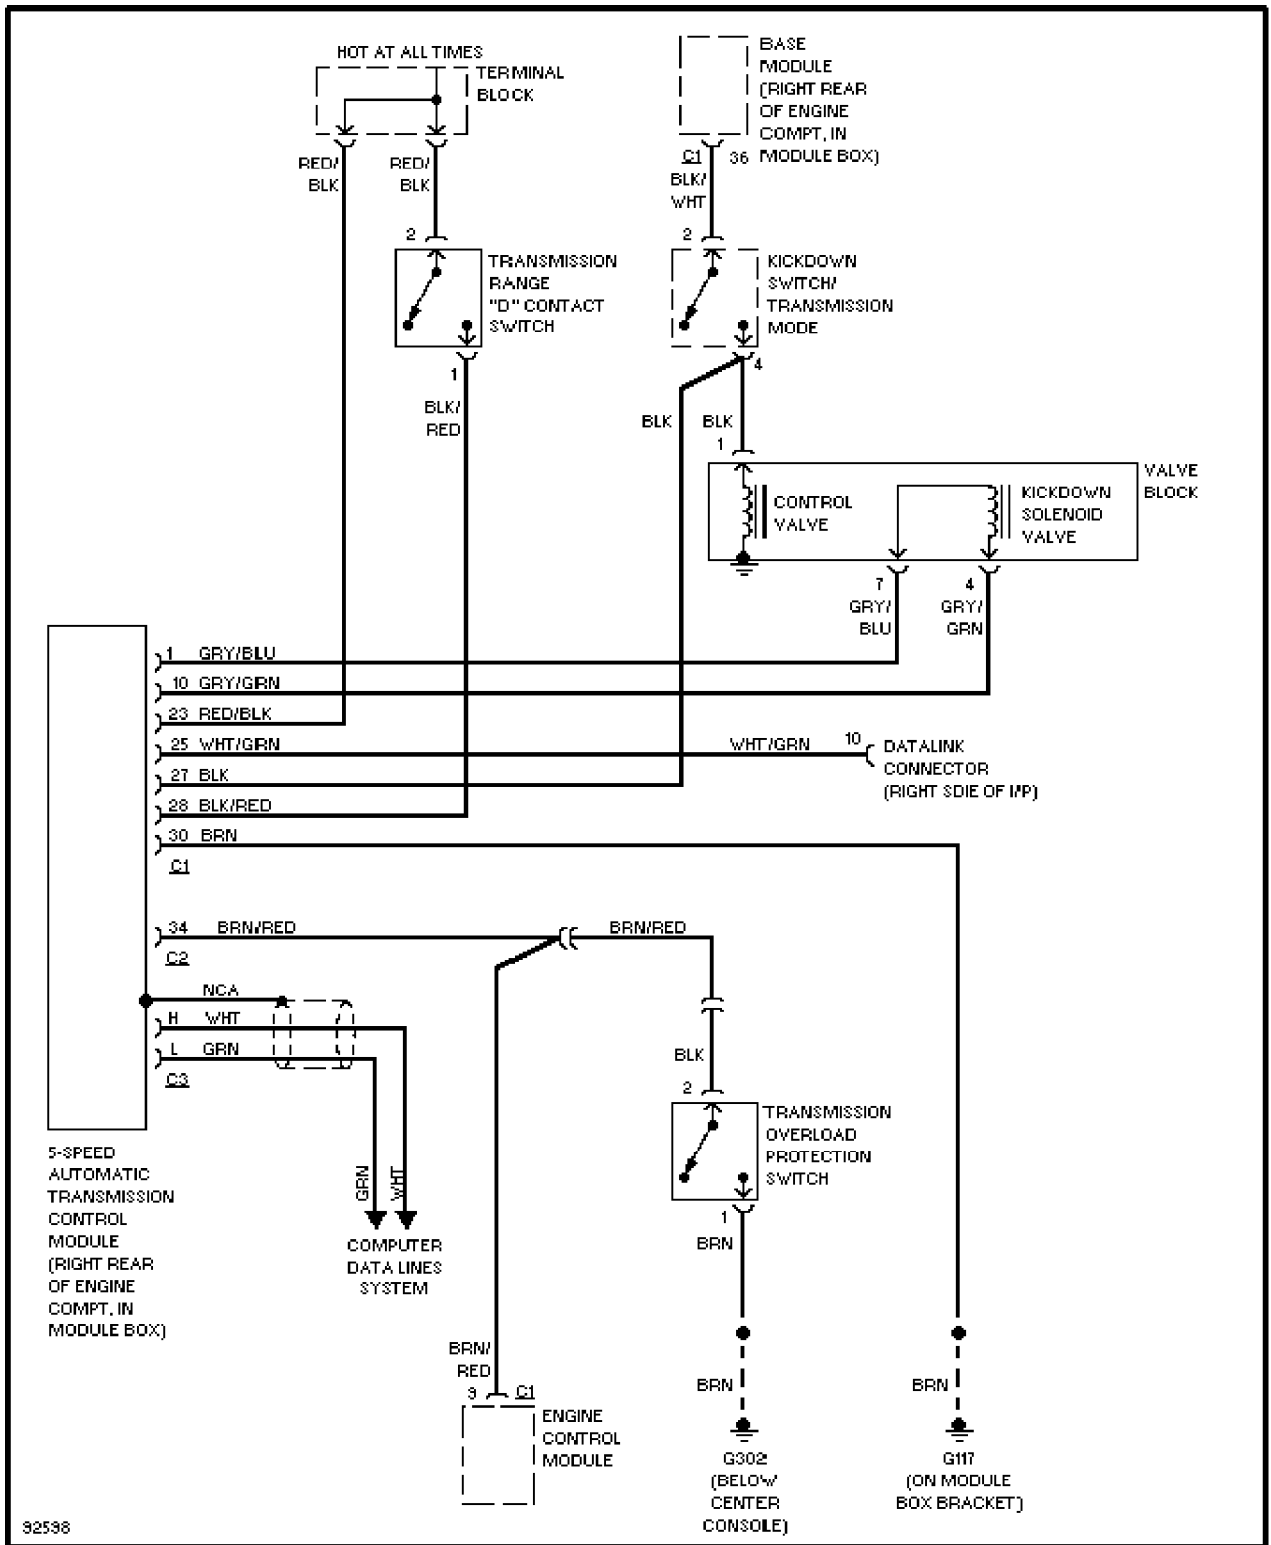 HOT AT ALL TIMES
TERMINAL
BLOCK
BASE
MODULE
(RIGHT REAR
OF ENGINE
COMPT, IN
MODULE BOX)
C1 36
RED/
BLK
RED/
BLK
BLK/
WHT
2
2
TRANSMISSION
RANGE
"D" CONTACT
SWITCH
KICKDOWN
SWITCH/
TRANSMISSION
MODE
1
4
BLK/
RED
BLK
BLK
1
VALVE
BLOCK
CONTROL
VALVE
KICKDOWN
SOLENOID
VALVE
7
GRY/
BLU
4
GRY/
GRN
1 GRY/BLU
10 GRY/GRN
23 RED/BLK
25 WHT/GRN
WHT/GRN 10
DATALINK
CONNECTOR
(RIGHT SDIE OF I/P)
27 BLK
28 BLK/RED
30 BRN
C1
34 BRN/RED
BRN/RED
C2
NCA
H WHT
L GRN
C3
BLK
2
TRANSMISSION
OVERLOAD
PROTECTION
SWITCH
1
BRN
5-SPEED
AUTOMATIC
TRANSMISSION
CONTROL
MODULE
(RIGHT REAR
OF ENGINE
COMPT, IN
MODULE BOX)
GRN
WHT
COMPUTER
DATA LINES
SYSTEM
BRN/
RED
9 C1
ENGINE
CONTROL
MODULE
BRN
BRN
G302
(BELOW
CENTER
CONSOLE)
G117
(ON MODULE
BOX BRACKET)
92598